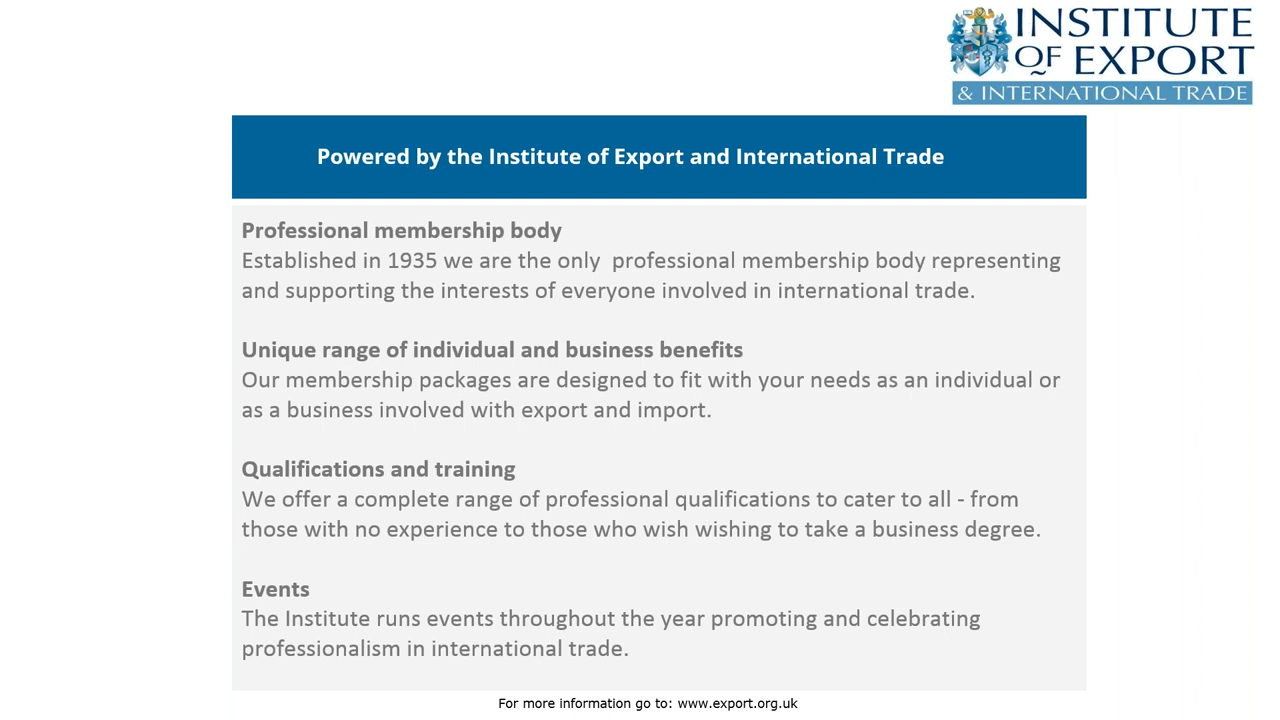 INSTITUTE
OF EXPORT
& INTERNATIONAL TRADE
Powered by the Institute of Export and International Trade
Professional membership body
Established in 1935 we are the only  professional membership body representing
and supporting the interests of everyone involved in international trade.
Unique range of individual and business benefits
Our membership packages are designed to fit with your needs as an individual or
as a business involved with export and import.
Qualifications and training
We offer a complete range of professional qualifications to cater to all - from
those with no experience to those who wish wishing to take a business degree.
Events
The Institute runs events throughout the year promoting and celebrating
professionalism in international trade.
For more information go to: www.export.org.uk